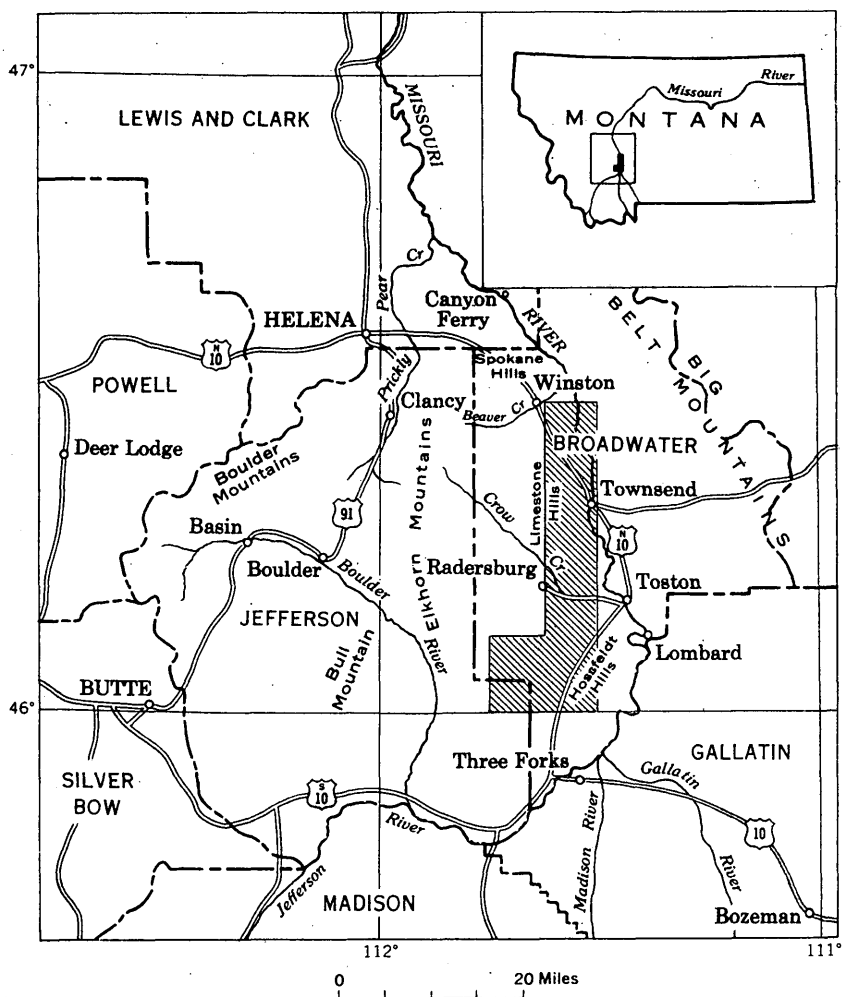 47°
LEWIS AND CLARK
MISSOURI
RIVER
MONTANA
Missouri River
Prickly Pear Cr
Canyon
Ferry
HELENA
N
10
BELT
BIG
MOUNTAINS
Spokane
Hills
POWELL
Winston
Clancy
Beaver Cr
BROADWATER
Deer Lodge
Boulder
Mountains
Elkhorn Mountains
Limestone
Hills
Townsend
91
Crow Cr
N
10
Basin
Boulder
Boulder River
Radersburg
Toston
JEFFERSON
Bull
Mountain
Hossfeldt
Hills
Lombard
BUTTE
46°
Three Forks
GALLATIN
Gallatin River
SILVER
BOW
S
10
River
Jefferson
Madison River
10
MADISON
Bozeman
112°
111°
0 20 Miles